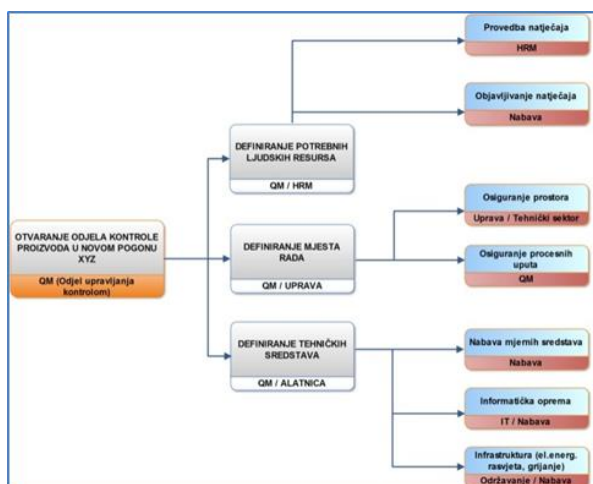 Provedba natječaja
HRM
Objavljivanje natječaja
Nabava
DEFINIRANJE POTREBNIH
LJUDSKIH RESURSA
QM / HRM
Osiguranje prostora
Uprava / Tehnički sektor
OTVARANJE ODJELA KONTROLE
PROIZVODA U NOVOM POGONU
XYZ
QM (Odjel upravljanja
kontrolom)
DEFINIRANJE MJESTA
RADA
QM / UPRAVA
Osiguranje procesnih
uputa
QM
DEFINIRANJE TEHNIČKIH
SREDSTAVA
QM / ALATNICA
Nabava mjernih sredstava
Nabava
Informatička oprema
IT / Nabava
Infrastruktura (el.energ.
rasvjeta, grijanje)
Održavanje / Nabava